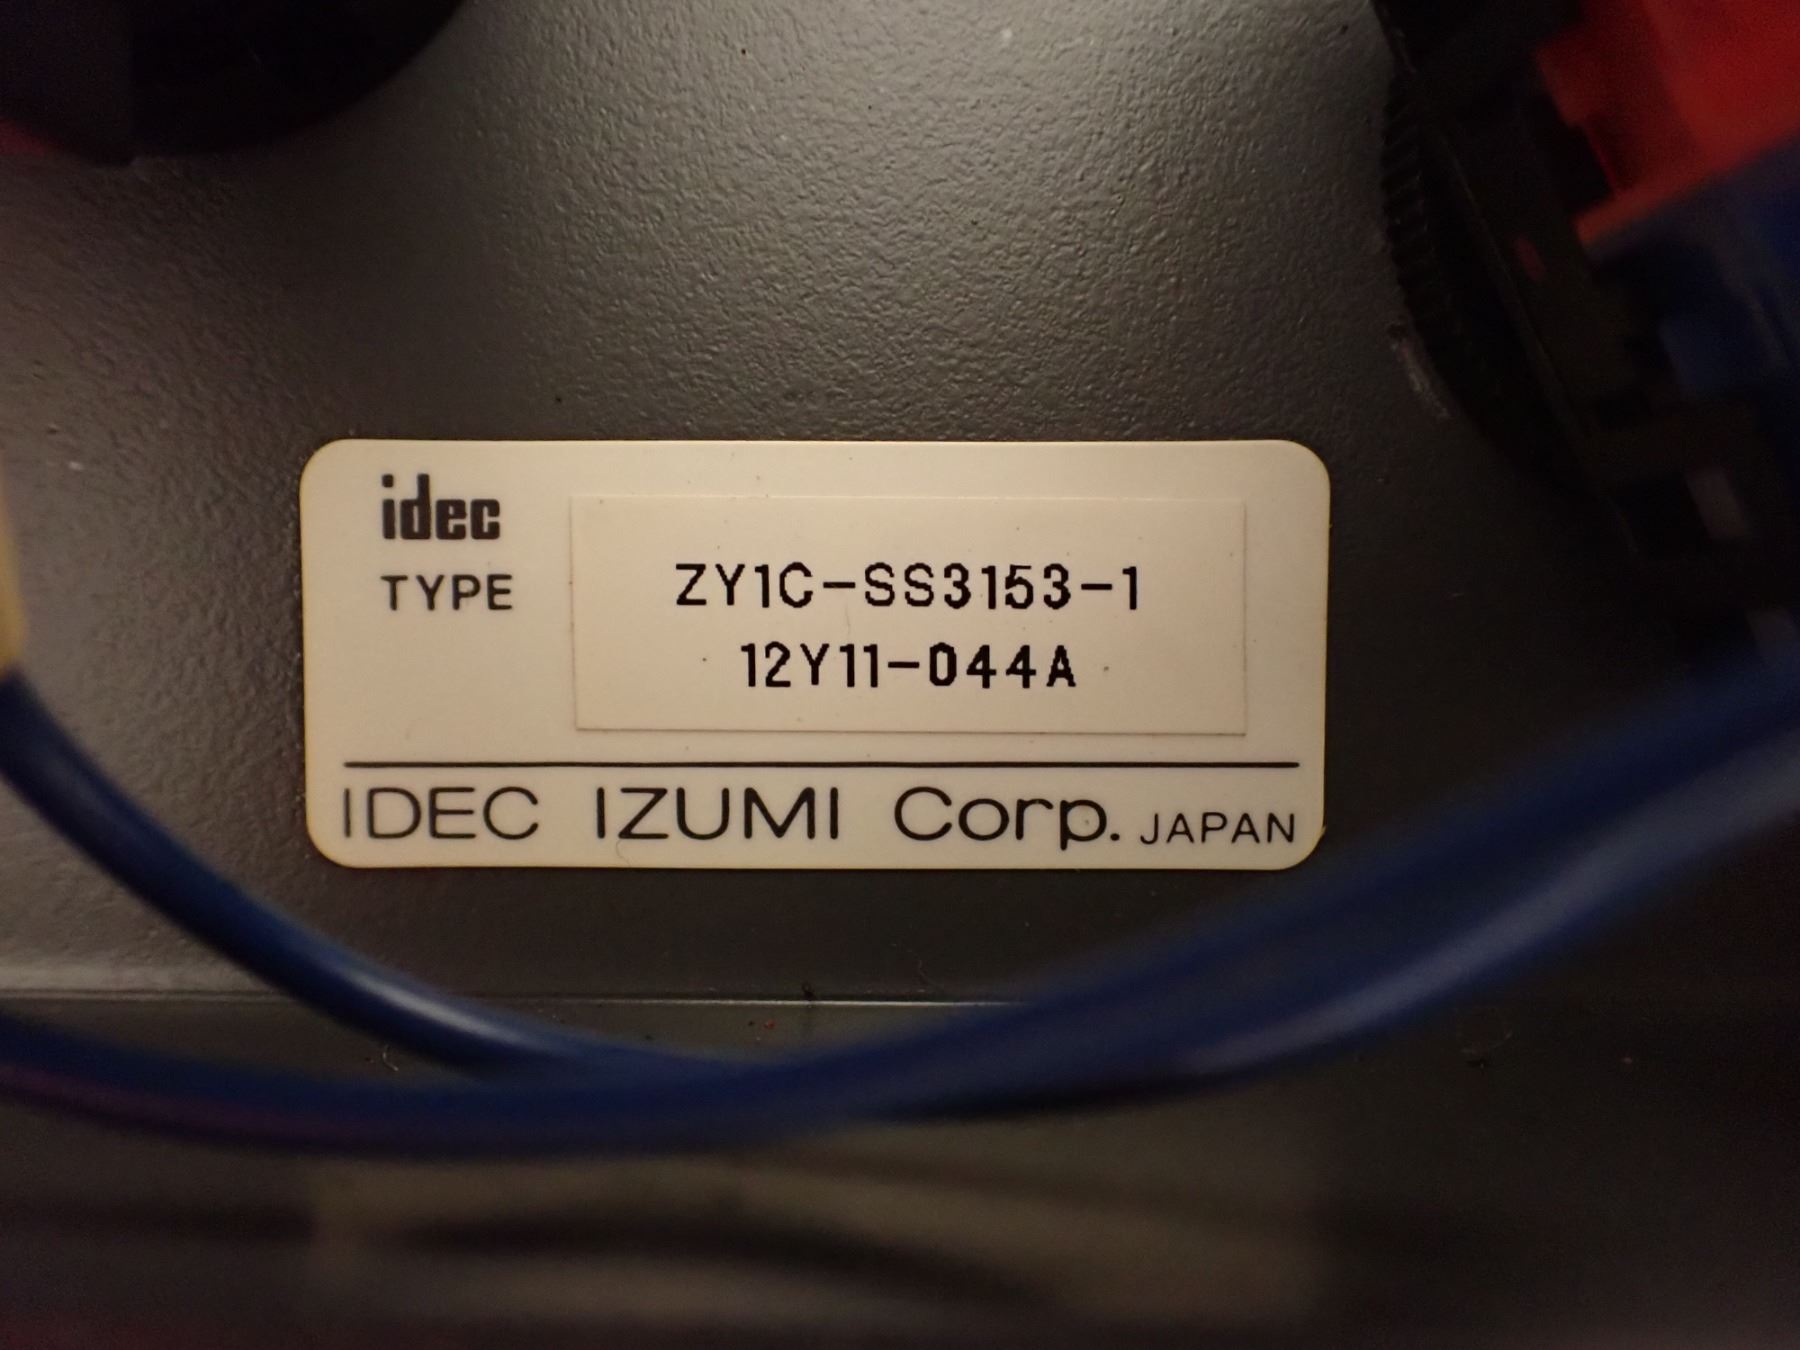 idec
TYPE ZY1C-SS3153-1
12Y11-044A
IDEC IZUMI Corp. JAPAN